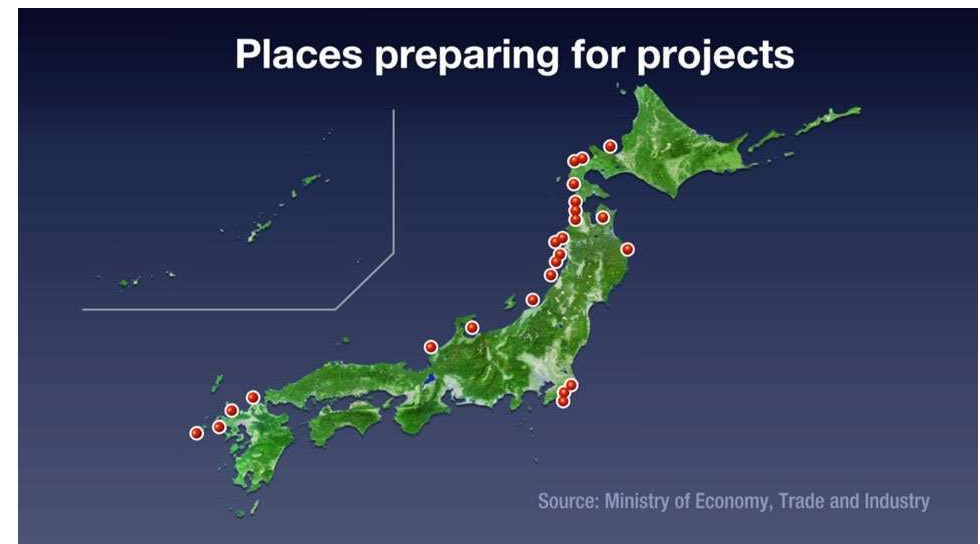 Places preparing for projects
Source: Ministry of Economy, Trade and Industry